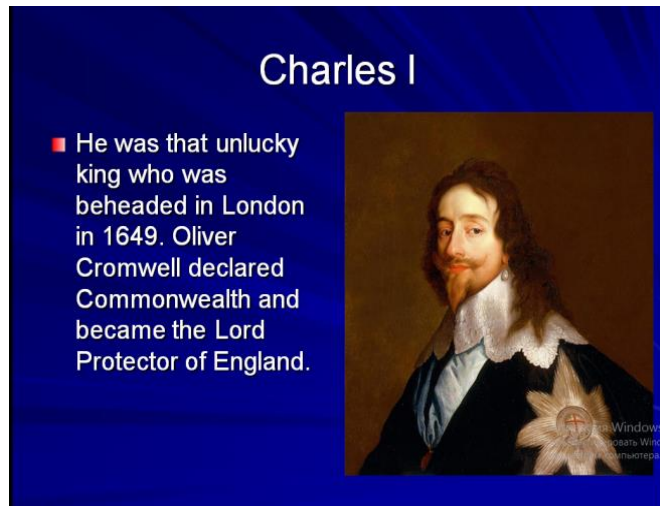 Charles I
He was that unlucky
king who was
beheaded in London
in 1649. Oliver
Cromwell declared
Commonwealth and
became the Lord
Protector of England.
Windows